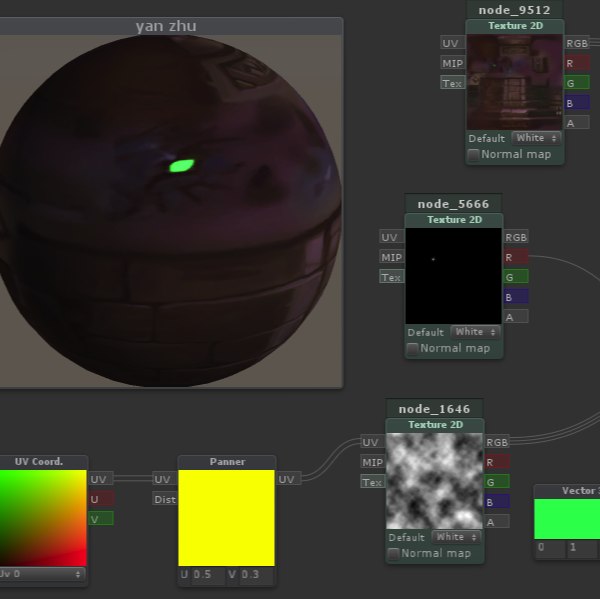 yan zhu
node_9512
Texture 2D
UV
MIP
Tex
RGB
R
G
B
A
Default White
Normal map
node_5666
Texture 2D
UV
MIP
Tex
RGB
R
G
B
A
Default White
Normal map
node_1646
Texture 2D
UV
MIP
Tex
RGB
R
G
B
A
Default White
Normal map
UV Coord.
UV
U
V
Uv 0
Panner
UV
Dist
UV
U 0.5 V 0.3
Vector
0 1